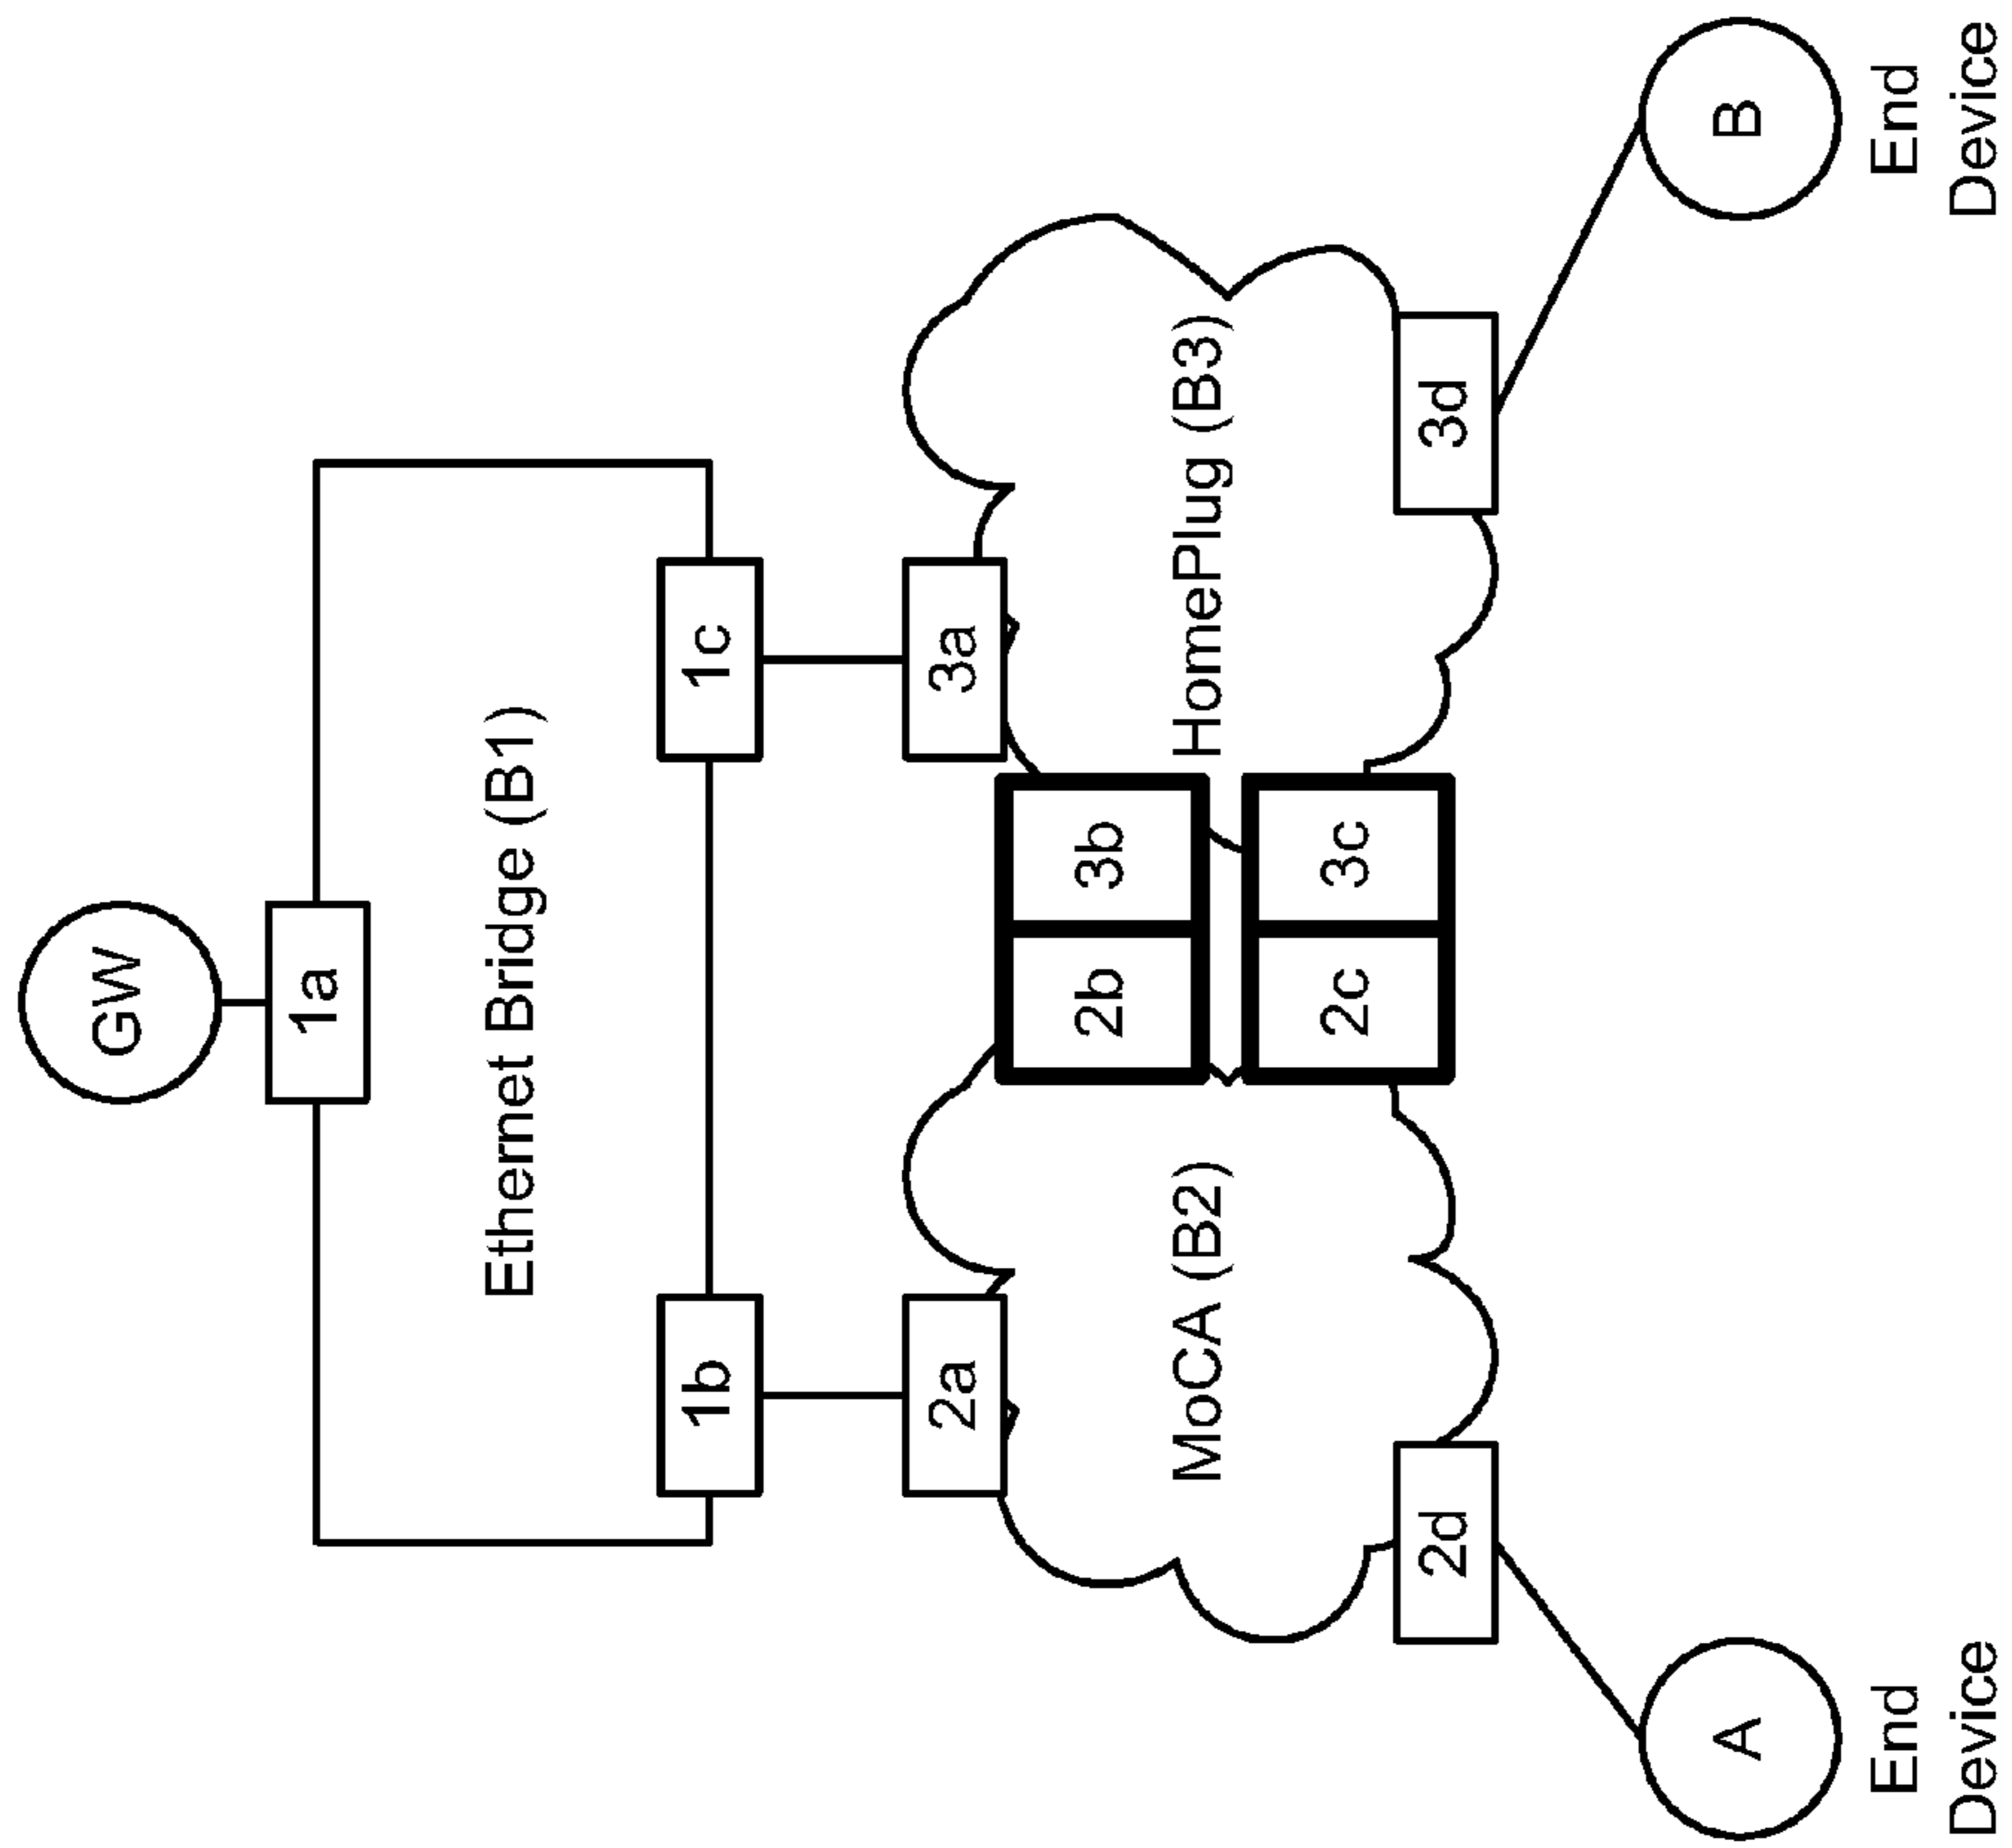 GW
1a
Ethernet Bridge (B1)
1b
1c
2a
3a
2b
3b
MoCA (B2)
HomePlug (B3)
2c
3c
2d
3d
A
B
End
Device
End
Device